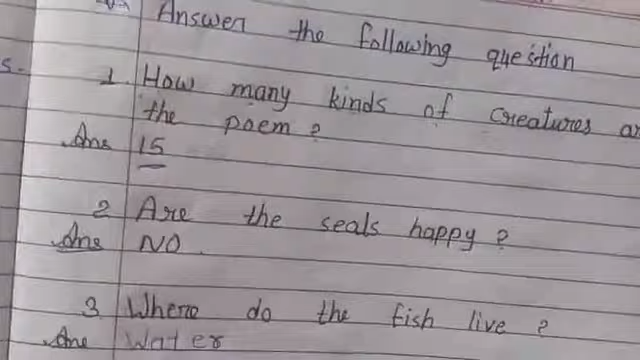 Answer the following question
s.
1. How many kinds of creatures
the poem ?
Ans 15
2 Are the seals happy ?
Ans NO.
3. Where do the fish live ?
Ans Water